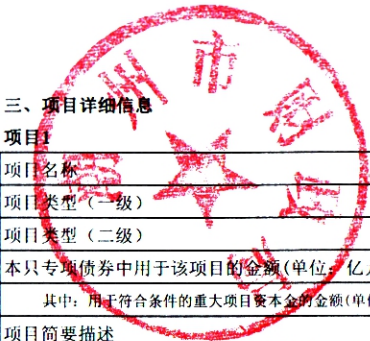 三、项目详细信息
项目1
项目名称
项目类型（一级）
项目类型（二级）
本只专项债券中用于该项目的金额(单位：亿
其中：用于符合条件的重大项目资本金的金额(单
项目简要描述
州市